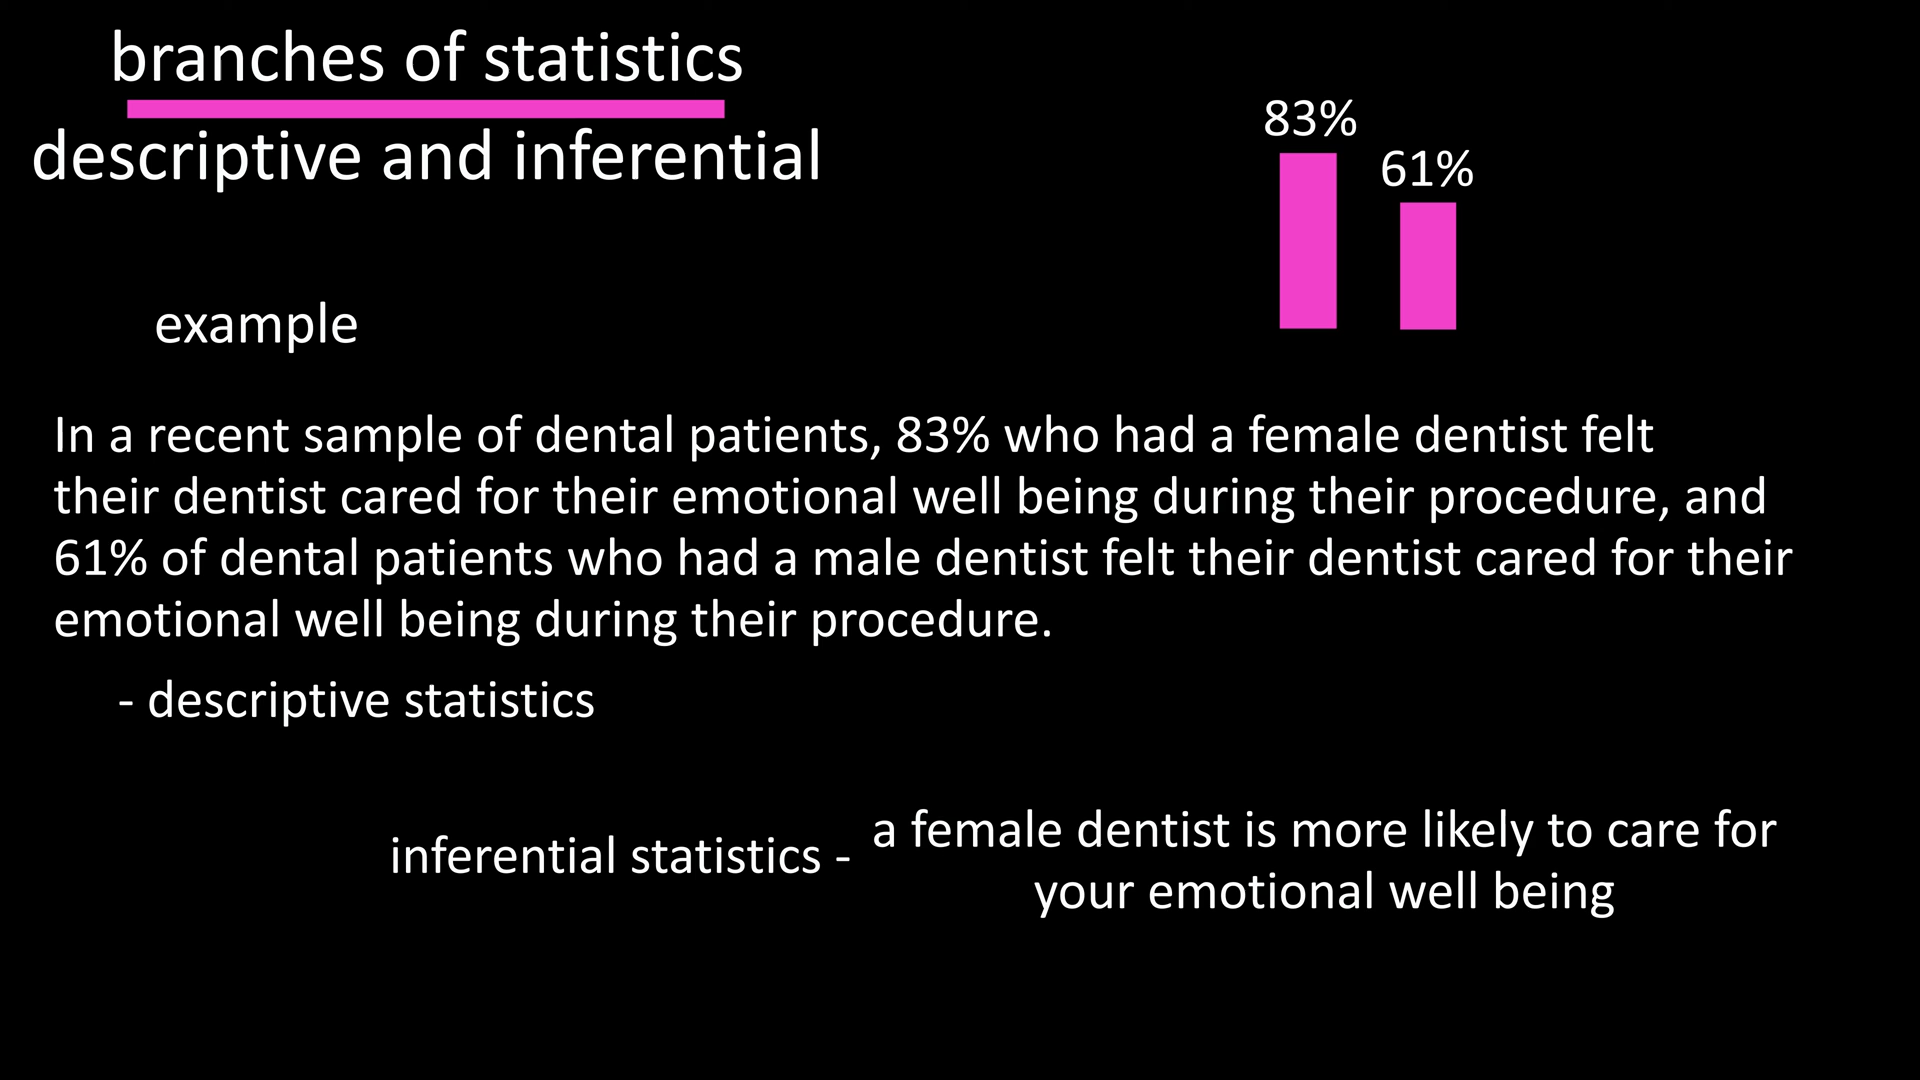 branches of statistics
descriptive and inferential
83%
61%
example
In a recent sample of dental patients, 83% who had a female dentist felt
their dentist cared for their emotional well being during their procedure, and
61% of dental patients who had a male dentist felt their dentist cared for their
emotional well being during their procedure.
- descriptive statistics
inferential statistics -
a female dentist is more likely to care for
your emotional well being